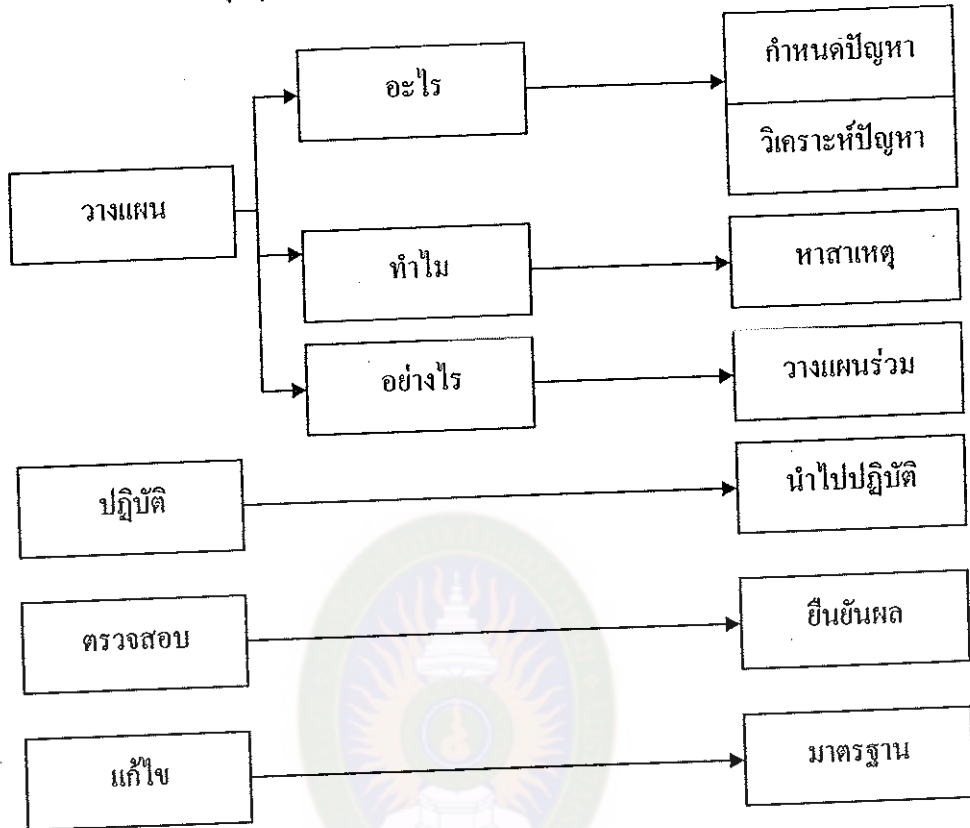 อะไร
กำหนดปัญหา
วิเคราะห์ปัญหา
วางแผน
ทำไม
หาสาเหตุ
อย่างไร
วางแผนร่วม
ปฏิบัติ
นำไปปฏิบัติ
ตรวจสอบ
ยืนยันผล
แก้ไข
มาตรฐาน